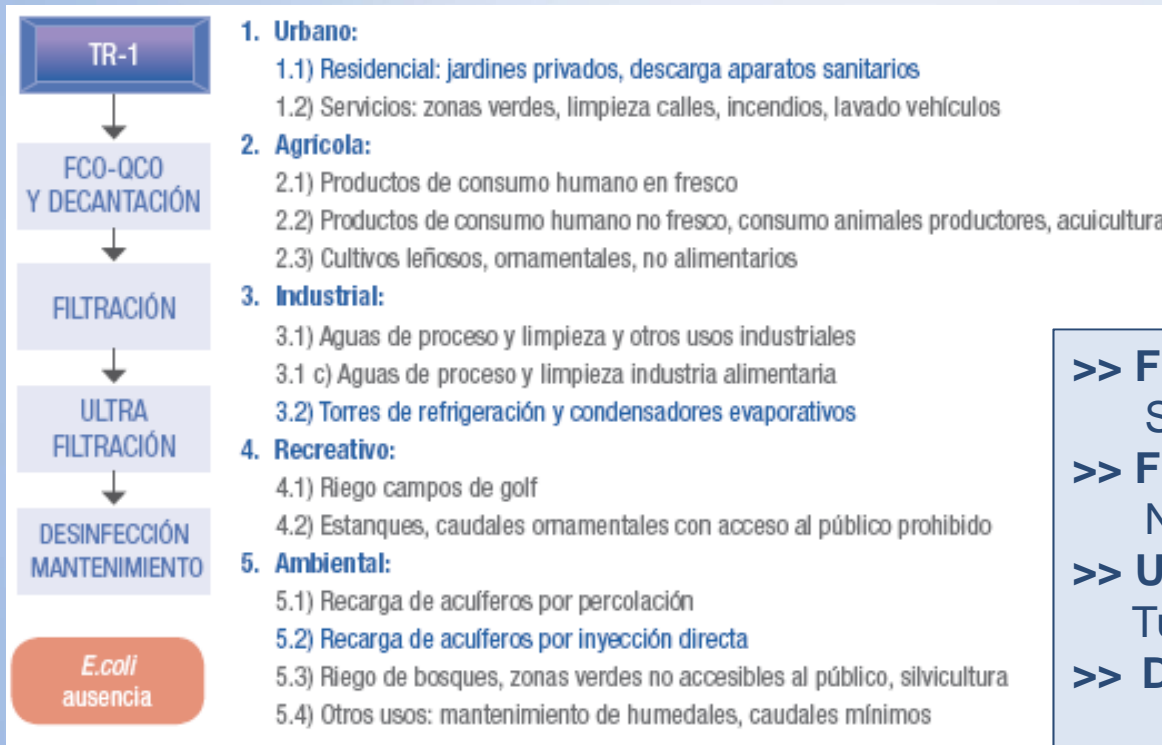 TR-1
FCO-QCO
Y DECANTACIÓN
FILTRACIÓN
ULTRA
FILTRACIÓN
DESINFECCIÓN
MANTENIMIENTO
E.coli
ausencia
1. Urbano:
1.1) Residencial: jardines privados, descarga aparatos sanitarios
1.2) Servicios: zonas verdes, limpieza calles, incendios, lavado vehículos
2. Agrícola:
2.1) Productos de consumo humano en fresco
2.2) Productos de consumo humano no fresco, consumo animales productores, acuicultura
2.3) Cultivos leñosos, ornamentales, no alimentarios
3. Industrial:
3.1) Aguas de proceso y limpieza y otros usos industriales
3.1 c) Aguas de proceso y limpieza industria alimentaria
3.2) Torres de refrigeración y condensadores evaporativos
4. Recreativo:
4.1) Riego campos de golf
4.2) Estanques, caudales ornamentales con acceso al público prohibido
5. Ambiental:
5.1) Recarga de acuíferos por percolación
5.2) Recarga de acuíferos por inyección directa
5.3) Riego de bosques, zonas verdes no accesibles al público, silvicultura
5.4) Otros usos: mantenimiento de humedales, caudales mínimos
>>
>>
>>
>>